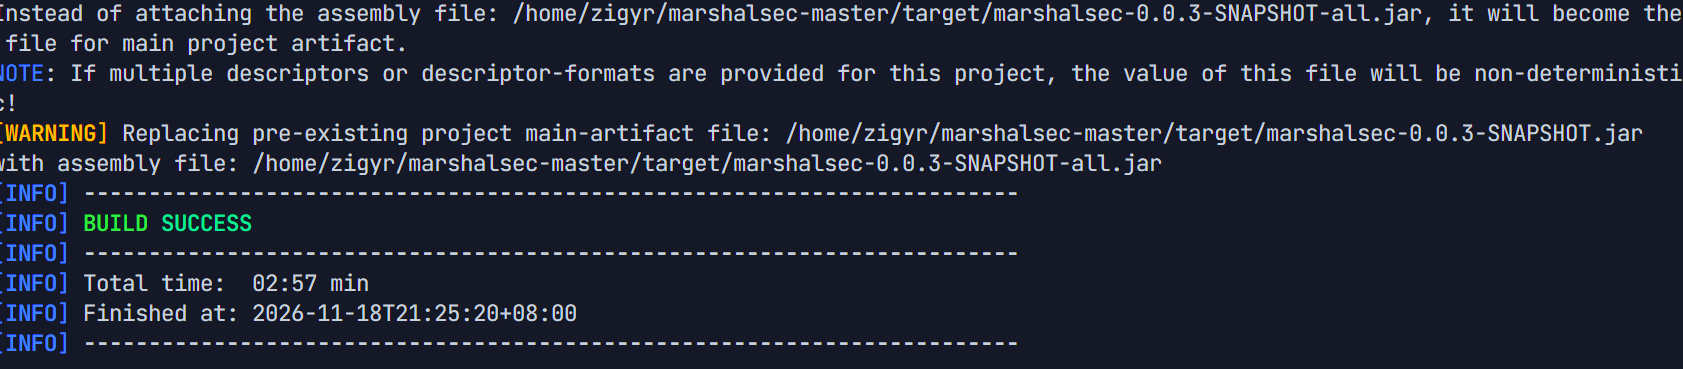 Instead of attaching the assembly file: /home/zigyr/marshalsec-master/target/marshalsec-0.0.3-SNAPSHOT-all.jar, it will become the
file for main project artifact.
NOTE: If multiple descriptors or descriptor-formats are provided for this project, the value of this file will be non-deterministi
c!
[WARNING] Replacing pre-existing project main-artifact file: /home/zigyr/marshalsec-master/target/marshalsec-0.0.3-SNAPSHOT.jar
with assembly file: /home/zigyr/marshalsec-master/target/marshalsec-0.0.3-SNAPSHOT-all.jar
[INFO] ------------------------------------------------------------------------
[INFO] BUILD SUCCESS
[INFO] ------------------------------------------------------------------------
[INFO] Total time:  02:57 min
[INFO] Finished at: 2026-11-18T21:25:20+08:00
[INFO] ------------------------------------------------------------------------